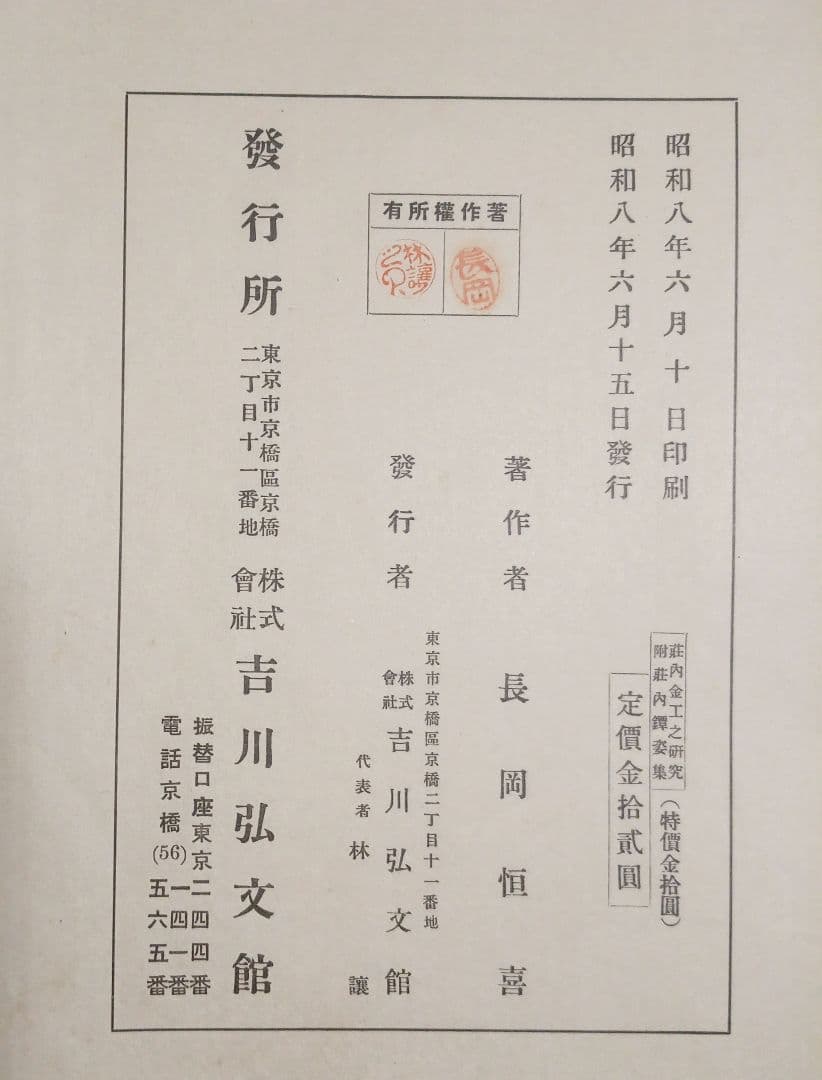 昭和八年六月十日印刷
昭和八年六月十五日發行
莊內金工之硏究
附莊內鐔姿集
(特價金拾圓)
定價金拾貳圓
著作者 長岡恒喜
有所權作著
長岡
林讓
東京市京橋區京橋二丁目十一番地
發行者 株式會社 吉川弘文館
代表者 林讓
發行所 東京市京橋區京橋二丁目十一番地 株式會社 吉川弘文館
振替口座東京二四四番
電話京橋(56)一四一番
五六五番